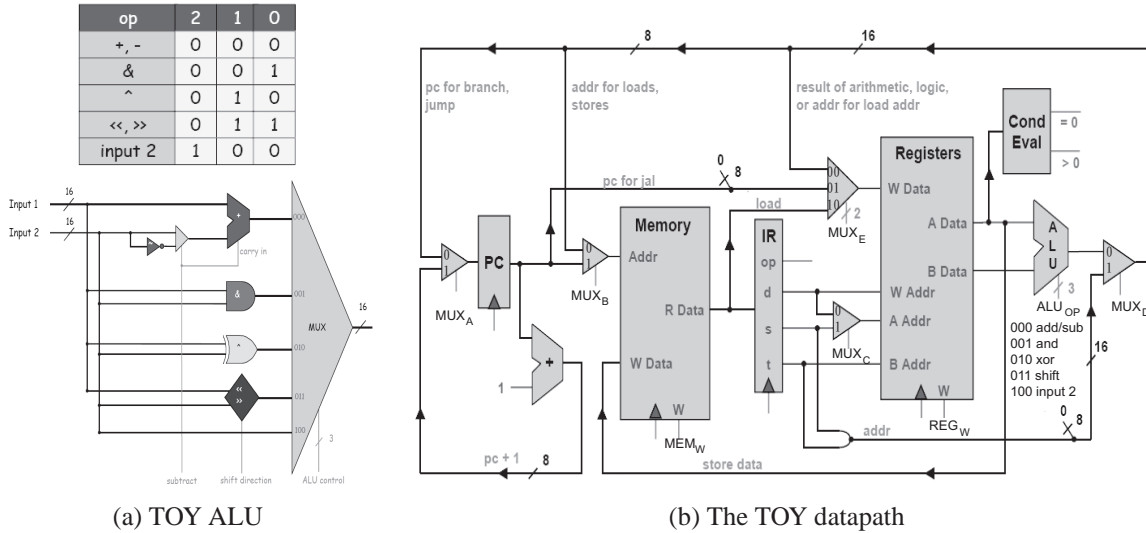 op 2 1 0
+, - 0 0 0
& 0 0 1
^ 0 1 0
<<, >> 0 1 1
input 2 1 0 0
16
Input 1
16
Input 2
+
000
carry in
&
001
16
MUX
^
010
<<
>>
011
100
3
subtract
shift direction
ALU control
(a) TOY ALU
8
16
pc for branch,
jump
addr for loads,
stores
result of arithmetic, logic,
or addr for load addr
Cond
Eval
= 0
> 0
Registers
0
8
pc for jal
00
01
10
W Data
2
MUX_E
load
A Data
Memory
IR
A
L
U
0
1
PC
0
1
Addr
op
B Data
0
1
MUX_A
MUX_B
R Data
d
W Addr
3
ALU_OP
MUX_D
s
0
1
A Addr
MUX_C
000 add/sub
001 and
010 xor
011 shift
100 input 2
16
+
1
W Data
t
B Addr
W
MEM_W
W
REG_W
addr
0
8
pc + 1
8
store data
(b) The TOY datapath